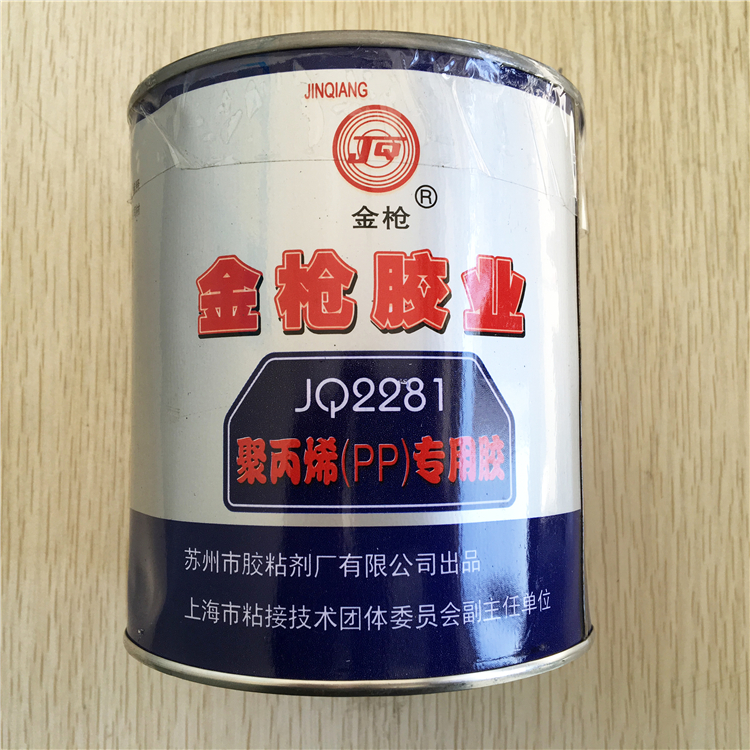 JINQIANG
JQ
金枪®
金枪胶业
JQ2281
聚丙烯(PP)专用胶
苏州市胶粘剂厂有限公司出品
上海市粘接技术团体委员会副主任单位